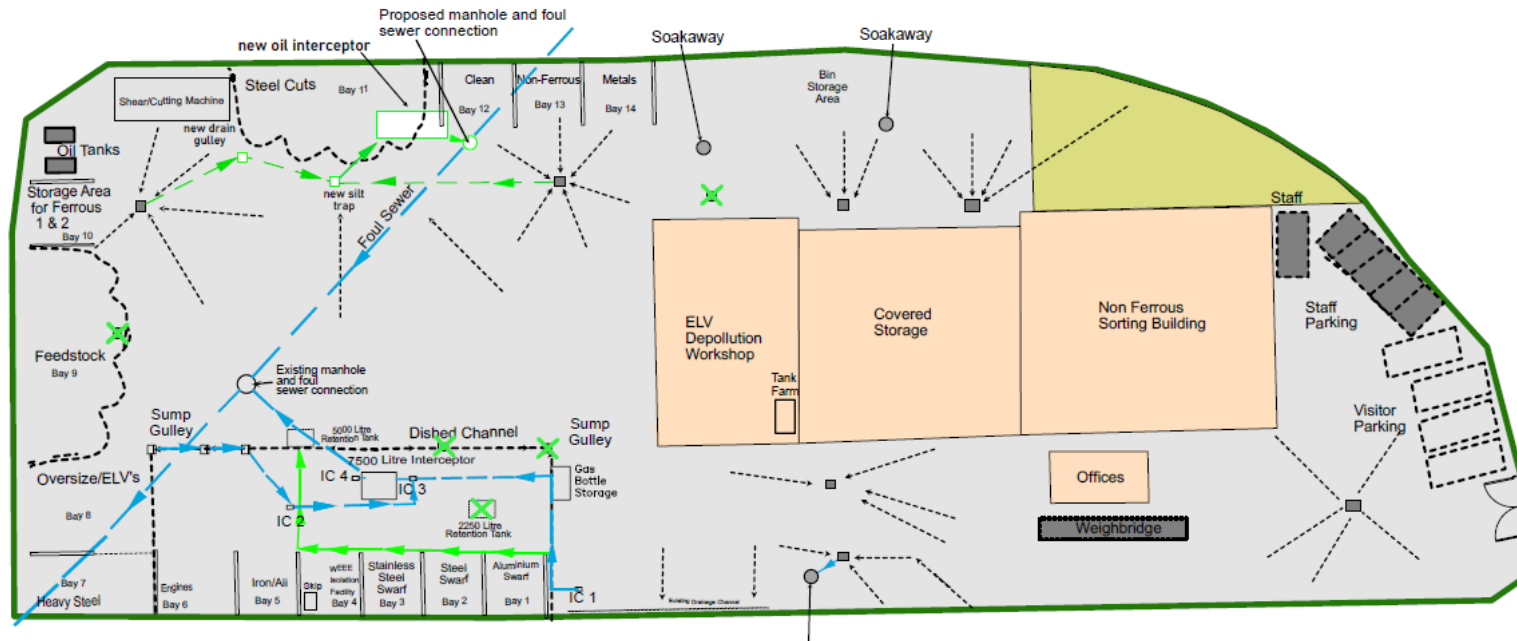 Proposed manhole and foul
sewer connection
new oil interceptor
Soakaway
Soakaway
Steel Cuts
Bay 11
Clean
Bay 12
Non-Ferrous
Bay 13
Metals
Bay 14
Bin
Storage
Area
Shear/Cutting Machine
new drain
gulley
Oil Tanks
Storage Area
for Ferrous
1 & 2
Bay 10
new silt
trap
Foul Sewer
Staff
Staff
Parking
ELV
Depollution
Workshop
Covered
Storage
Non Ferrous
Sorting Building
Tank
Farm
Feedstock
Bay 9
Existing manhole
and foul
sewer connection
Visitor
Parking
Sump
Gulley
5000 Litre
Retention Tank
Dished Channel
Sump
Gulley
7500 Litre Interceptor
IC 4
IC 3
Gas
Bottle
Storage
Oversize/ELV's
Bay 8
IC 2
2250 Litre
Retention Tank
Offices
Weighbridge
Bay 7
Heavy Steel
Engines
Bay 6
Iron/Ali
Bay 5
Skip
WEEE
Isolation
Facility
Bay 4
Stainless
Steel
Swarf
Bay 3
Steel
Swarf
Bay 2
Aluminium
Swarf
Bay 1
IC 1
Existing Drainage Channel